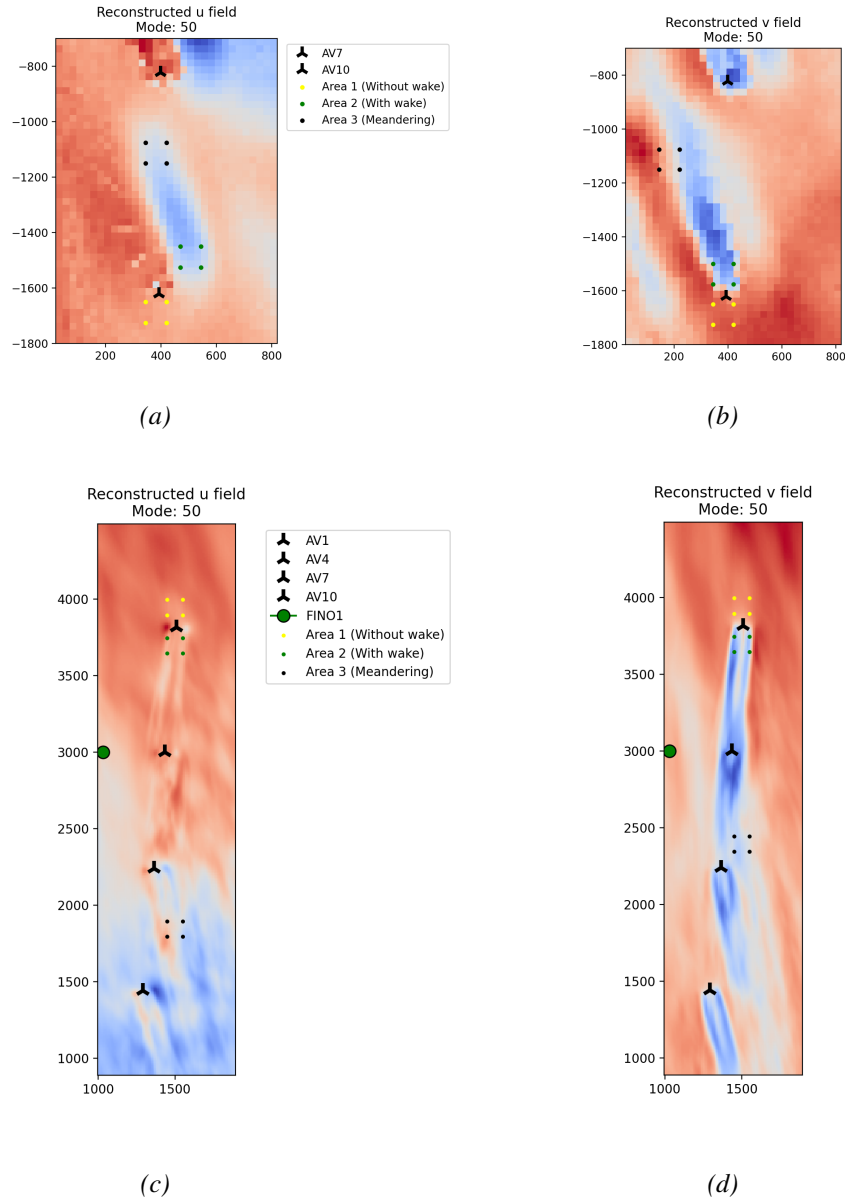 Reconstructed u field
Mode: 50
−800
−1000
−1200
−1400
−1600
−1800
200
400
600
800
AV7
AV10
Area 1 (Without wake)
Area 2 (With wake)
Area 3 (Meandering)
(a)
Reconstructed v field
Mode: 50
−800
−1000
−1200
−1400
−1600
−1800
200
400
600
800
(b)
Reconstructed u field
Mode: 50
4000
3500
3000
2500
2000
1500
1000
1000
1500
AV1
AV4
AV7
AV10
FINO1
Area 1 (Without wake)
Area 2 (With wake)
Area 3 (Meandering)
(c)
Reconstructed v field
Mode: 50
4000
3500
3000
2500
2000
1500
1000
1000
1500
(d)